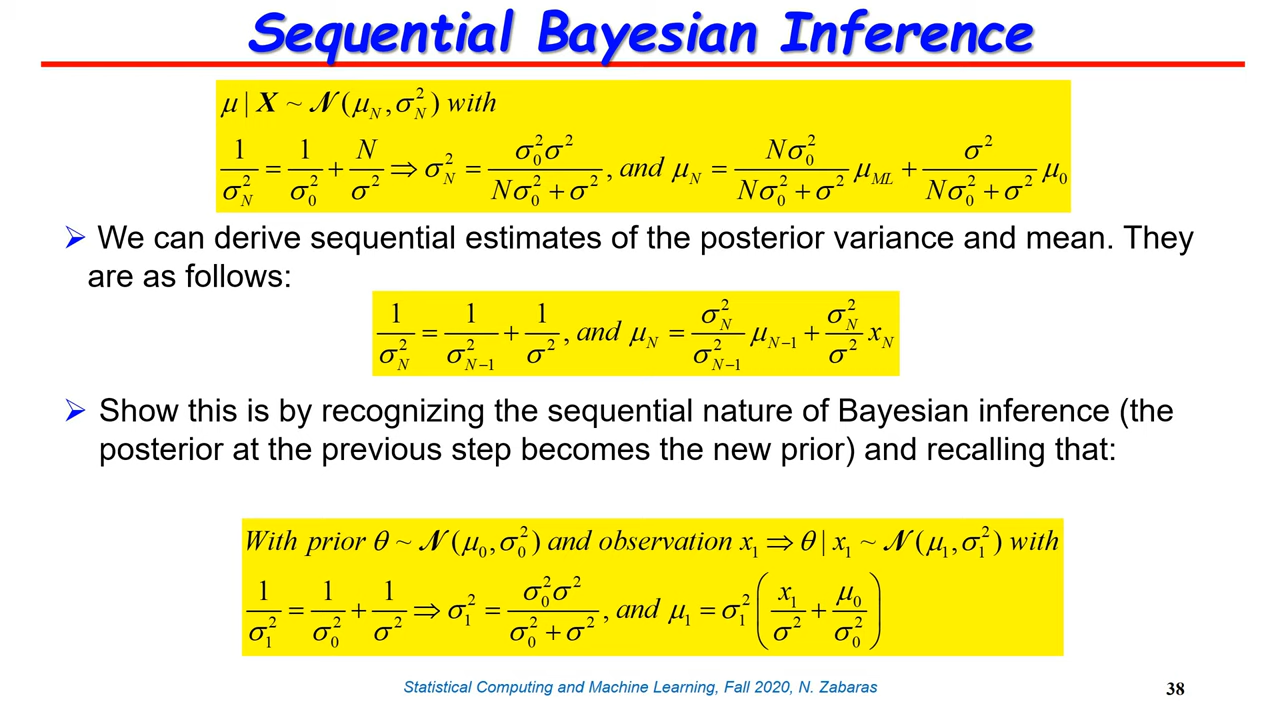 Sequential Bayesian Inference
μ | X ~ 𝒩(μ_N, σ_N^2) with
1/σ_N^2 = 1/σ_0^2 + N/σ^2 ⇒ σ_N^2 = σ_0^2 σ^2/(Nσ_0^2 + σ^2), and μ_N = Nσ_0^2/(Nσ_0^2 + σ^2) μ_ML + σ^2/(Nσ_0^2 + σ^2) μ_0
➢ We can derive sequential estimates of the posterior variance and mean. They
are as follows:
1/σ_N^2 = 1/σ_{N-1}^2 + 1/σ^2, and μ_N = σ_N^2/σ_{N-1}^2 μ_{N-1} + σ_N^2/σ^2 x_N
➢ Show this is by recognizing the sequential nature of Bayesian inference (the
posterior at the previous step becomes the new prior) and recalling that:
With prior θ ~ 𝒩(μ_0, σ_0^2) and observation x_1 ⇒ θ | x_1 ~ 𝒩(μ_1, σ_1^2) with
1/σ_1^2 = 1/σ_0^2 + 1/σ^2 ⇒ σ_1^2 = σ_0^2 σ^2/(σ_0^2 + σ^2), and μ_1 = σ_1^2 (x_1/σ^2 + μ_0/σ_0^2)
Statistical Computing and Machine Learning, Fall 2020, N. Zabaras
38